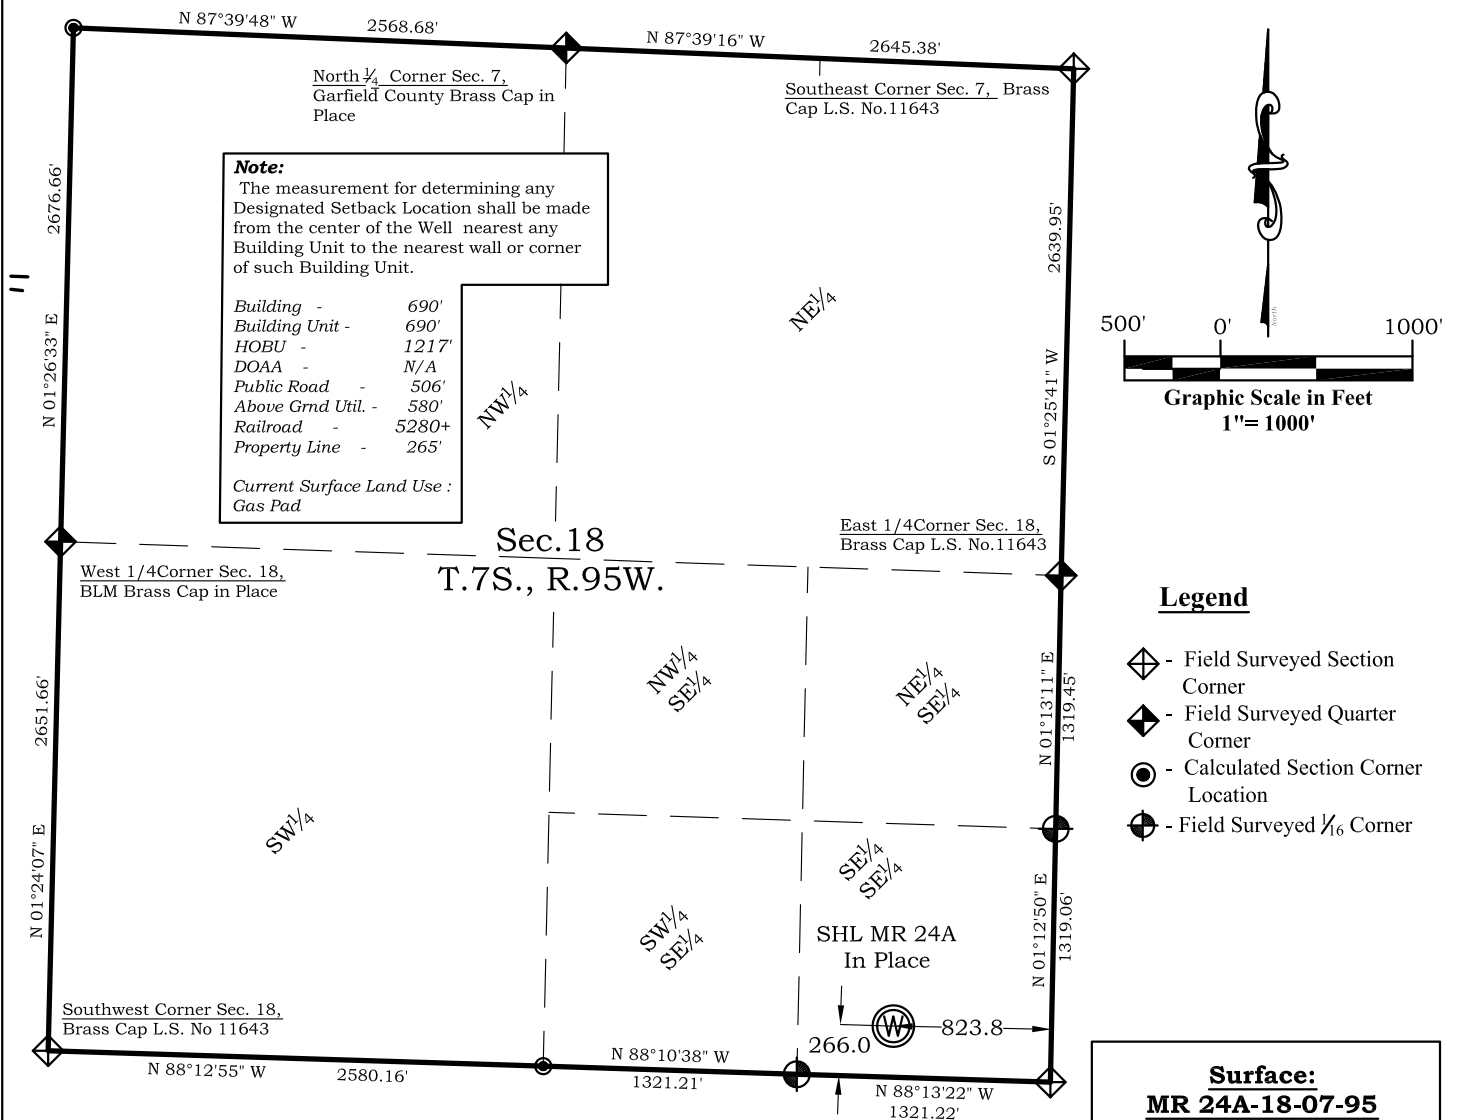 N 87°39'48" W
2568.68'
N 87°39'16" W
2645.38'
North 1/4 Corner Sec. 7,
Garfield County Brass Cap in
Place
Southeast Corner Sec. 7, Brass
Cap L.S. No.11643
2676.66'
N 01°26'33" E
Note:
The measurement for determining any
Designated Setback Location shall be made
from the center of the Well nearest any
Building Unit to the nearest wall or corner
of such Building Unit.
Building - 690'
Building Unit - 690'
HOBU - 1217'
DOAA - N/A
Public Road - 506'
Above Grnd Util. - 580'
Railroad - 5280+
Property Line - 265'
Current Surface Land Use :
Gas Pad
NW1/4
NE1/4
2639.95'
S 01°25'41" W
North
500' 0' 1000'
Graphic Scale in Feet
1"= 1000'
Sec.18
T.7S., R.95W.
East 1/4Corner Sec. 18,
Brass Cap L.S. No.11643
West 1/4Corner Sec. 18,
BLM Brass Cap in Place
2651.66'
N 01°24'07" E
SW1/4
NW1/4
SE1/4
NE1/4
SE1/4
N 01°13'11" E
1319.45'
SW1/4
SE1/4
SE1/4
SE1/4
N 01°12'50" E
1319.06'
SHL MR 24A
In Place
W
823.8
266.0
Southwest Corner Sec. 18,
Brass Cap L.S. No 11643
N 88°12'55" W
2580.16'
N 88°10'38" W
1321.21'
N 88°13'22" W
1321.22'
Legend
- Field Surveyed Section
Corner
- Field Surveyed Quarter
Corner
- Calculated Section Corner
Location
- Field Surveyed 1/16 Corner
Surface:
MR 24A-18-07-95